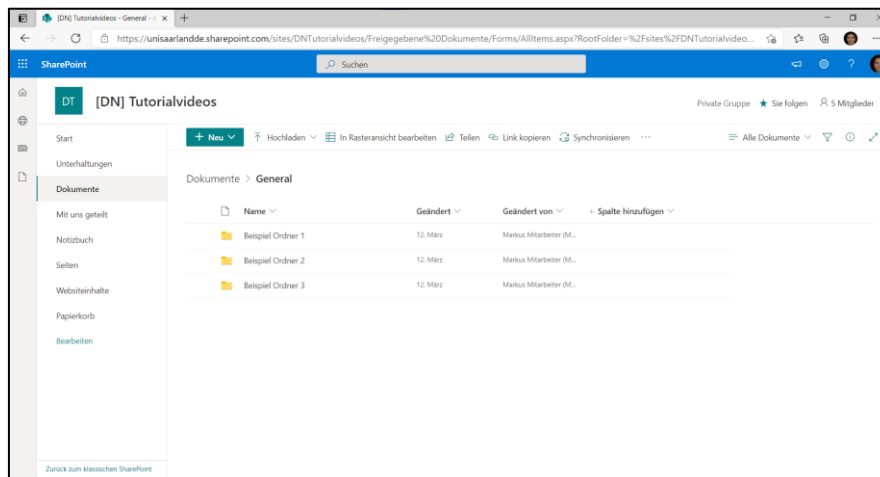 [DN] Tutorialvideos - General - A
https://unisaarlandde.sharepoint.com/sites/DNTutorialvideos/Freigegebene%20Dokumente/Forms/AllItems.aspx?RootFolder=%2Fsites%2FDNTutorialvideo...
SharePoint
Suchen
DT
[DN] Tutorialvideos
Private Gruppe ★ Sie folgen 5 Mitglieder
+ Neu Hochladen In Rasteransicht bearbeiten Teilen Link kopieren Synchronisieren ··· Alle Dokumente
Start
Unterhaltungen
Dokumente
Mit uns geteilt
Notizbuch
Seiten
Websiteinhalte
Papierkorb
Bearbeiten
Dokumente > General
Name Geändert Geändert von + Spalte hinzufügen
Beispiel Ordner 1 12. März Markus Mitarbeiter (M...
Beispiel Ordner 2 12. März Markus Mitarbeiter (M...
Beispiel Ordner 3 12. März Markus Mitarbeiter (M...
Zurück zum klassischen SharePoint